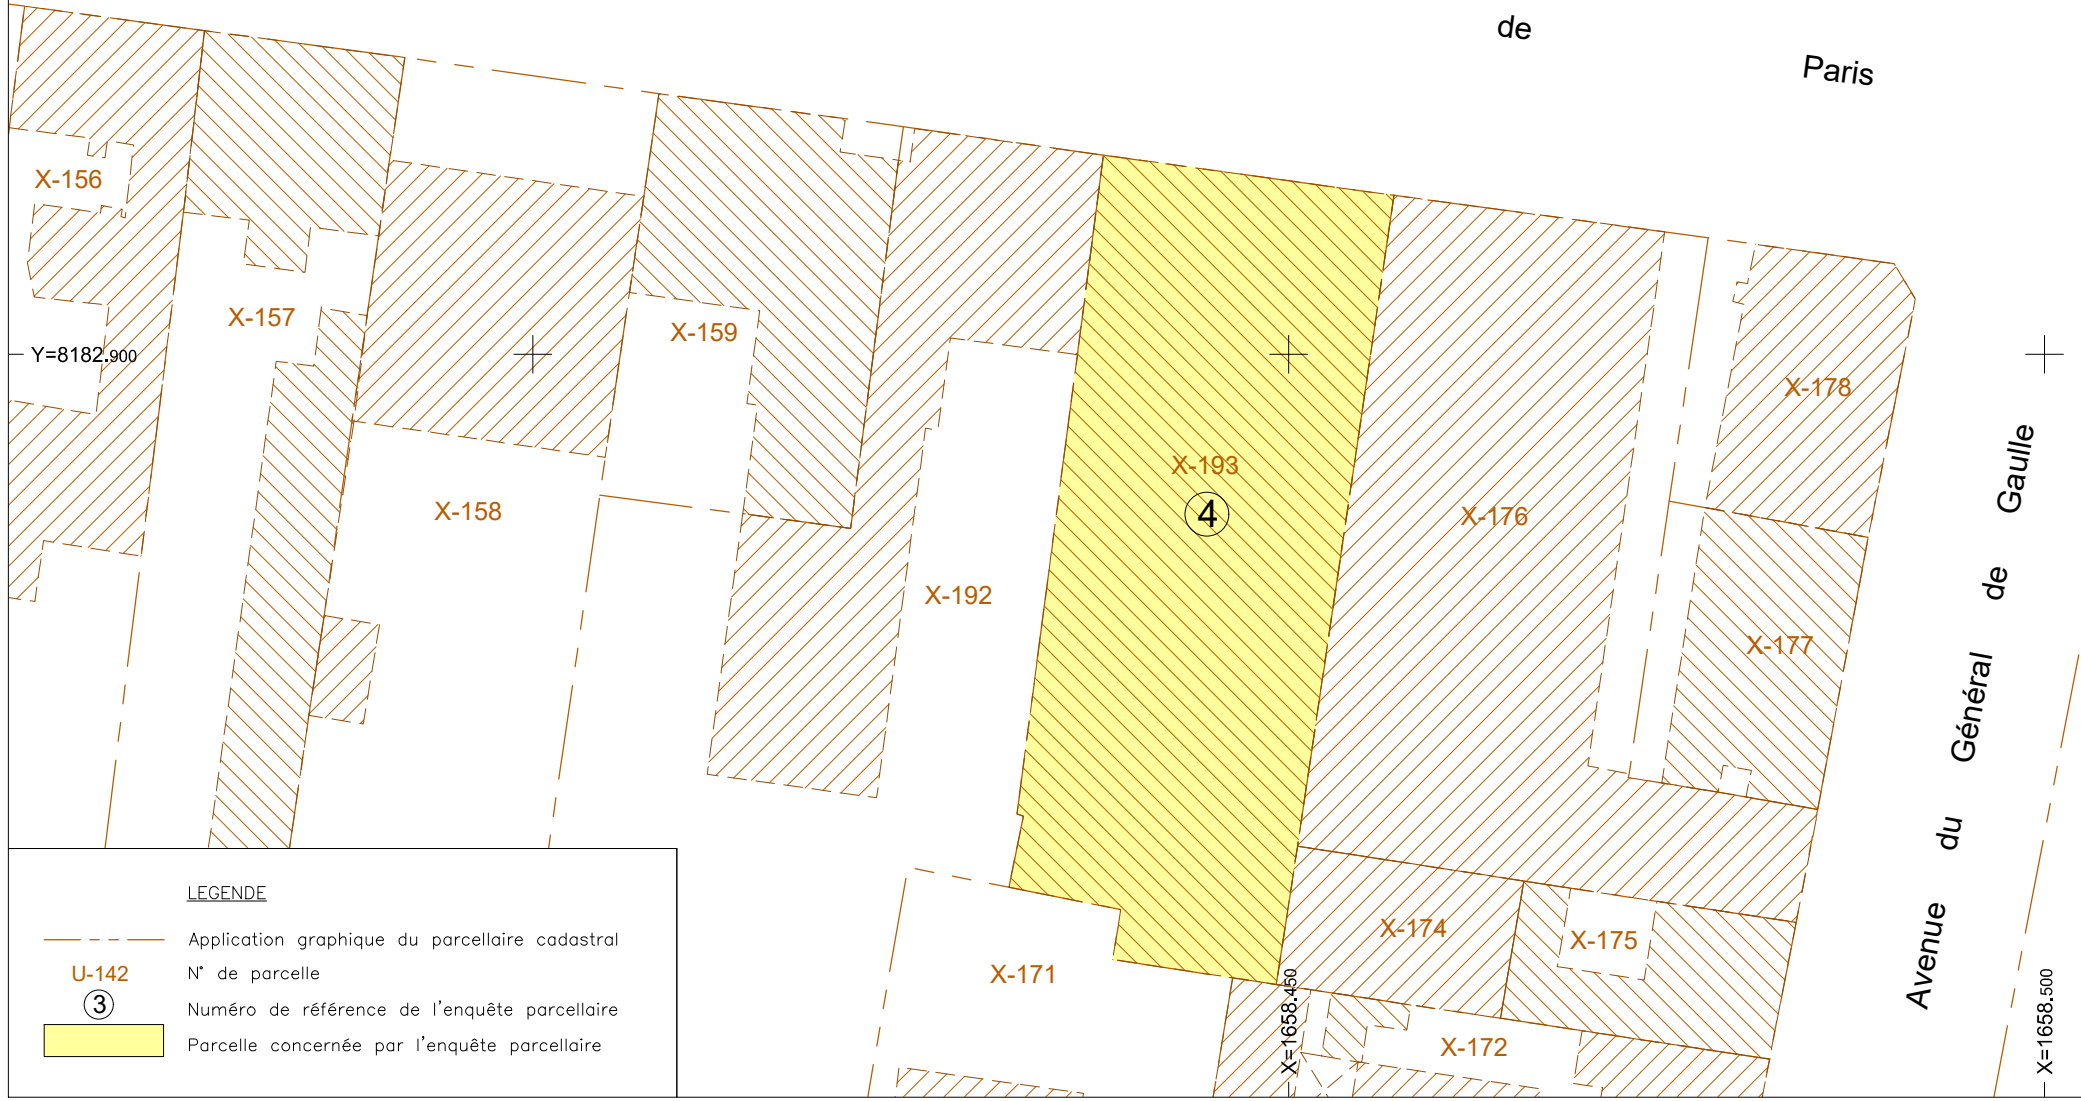 de
Paris
X-156
X-157
X-159
Y=8182.900
X-178
X-193
4
X-158
X-176
X-192
X-177
Avenue du Général de Gaulle
X-174
X-175
X-171
X-172
X=1658.450
X=1658.500
LEGENDE
Application graphique du parcellaire cadastral
U-142
N° de parcelle
3
Numéro de référence de l'enquête parcellaire
Parcelle concernée par l'enquête parcellaire